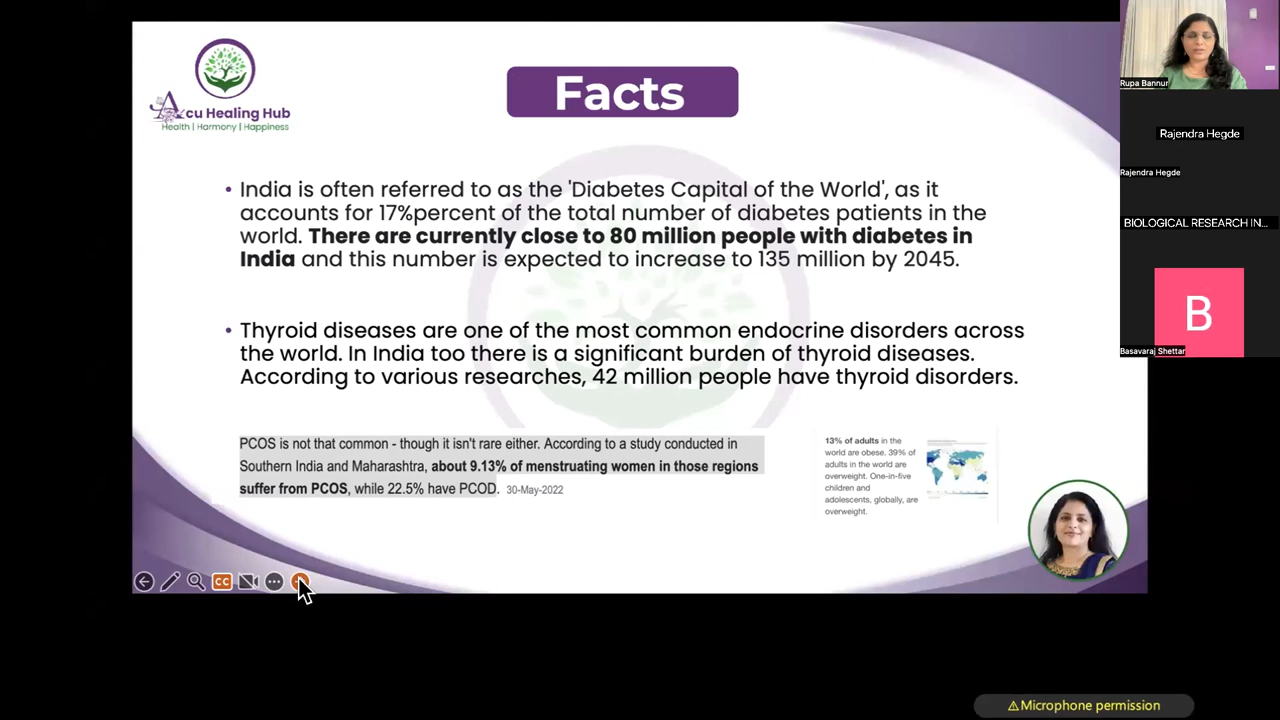 Acu Healing Hub
Health | Harmony | Happiness
Facts
• India is often referred to as the 'Diabetes Capital of the World', as it
accounts for 17%percent of the total number of diabetes patients in the
world. There are currently close to 80 million people with diabetes in
India and this number is expected to increase to 135 million by 2045.
• Thyroid diseases are one of the most common endocrine disorders across
the world. In India too there is a significant burden of thyroid diseases.
According to various researches, 42 million people have thyroid disorders.
PCOS is not that common - though it isn't rare either. According to a study conducted in
Southern India and Maharashtra, about 9.13% of menstruating women in those regions
suffer from PCOS, while 22.5% have PCOD. 30-May-2022
13% of adults in the
world are obese. 39% of
adults in the world are
overweight. One-in-five
children and
adolescents, globally, are
overweight.
CC
Rupa Bannur
Rajendra Hegde
Rajendra Hegde
BIOLOGICAL RESEARCH IN...
B
Basavaraj Shettar
⚠Microphone permission